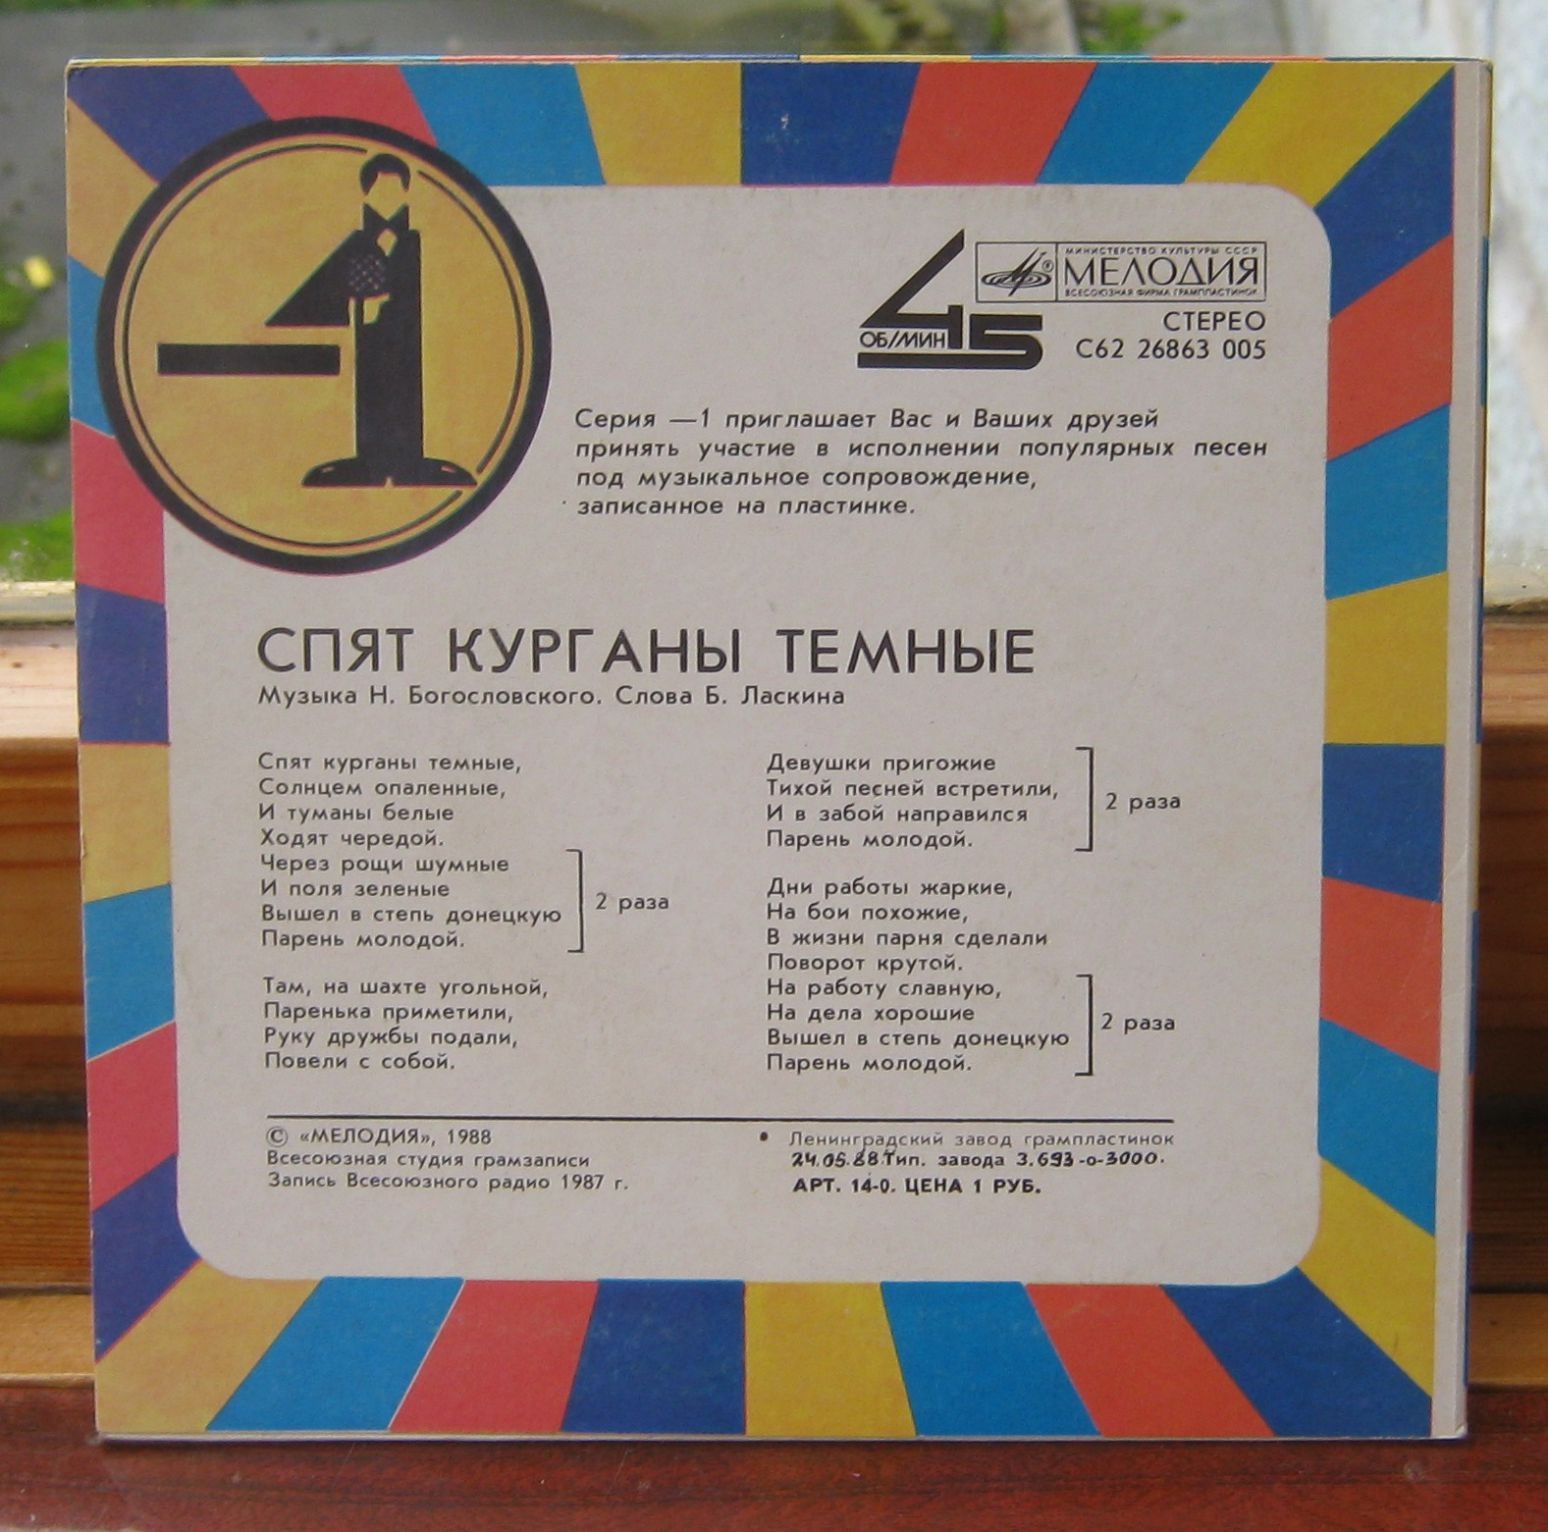 45
ОБ/МИН
МИНИСТЕРСТВО КУЛЬТУРЫ СССР
МЕЛОДИЯ
ВСЕСОЮЗНАЯ ФИРМА ГРАМПЛАСТИНОК
СТЕРЕО
С62 26863 005
Серия —1 приглашает Вас и Ваших друзей
принять участие в исполнении популярных песен
под музыкальное сопровождение,
записанное на пластинке.
СПЯТ КУРГАНЫ ТЕМНЫЕ
Музыка Н. Богословского. Слова Б. Ласкина
Спят курганы темные,
Солнцем опаленные,
И туманы белые
Ходят чередой.
Через рощи шумные
И поля зеленые
Вышел в степь донецкую
Парень молодой.
2 раза
Там, на шахте угольной,
Паренька приметили,
Руку дружбы подали,
Повели с собой.
Девушки пригожие
Тихой песней встретили,
И в забой направился
Парень молодой.
2 раза
Дни работы жаркие,
На бои похожие,
В жизни парня сделали
Поворот крутой.
На работу славную,
На дела хорошие
Вышел в степь донецкую
Парень молодой.
2 раза
© «МЕЛОДИЯ», 1988
Всесоюзная студия грамзаписи
Запись Всесоюзного радио 1987 г.
Ленинградский завод грампластинок
24.05.88 Тип. завода З.693-о-3000.
АРТ. 14-0. ЦЕНА 1 РУБ.